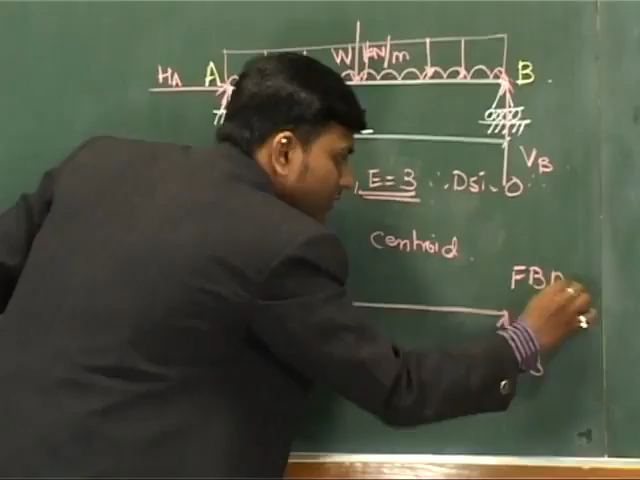 W kN/m
HA A B
VB
, E=3 ∴ Dsi = 0
centroid.
FBD